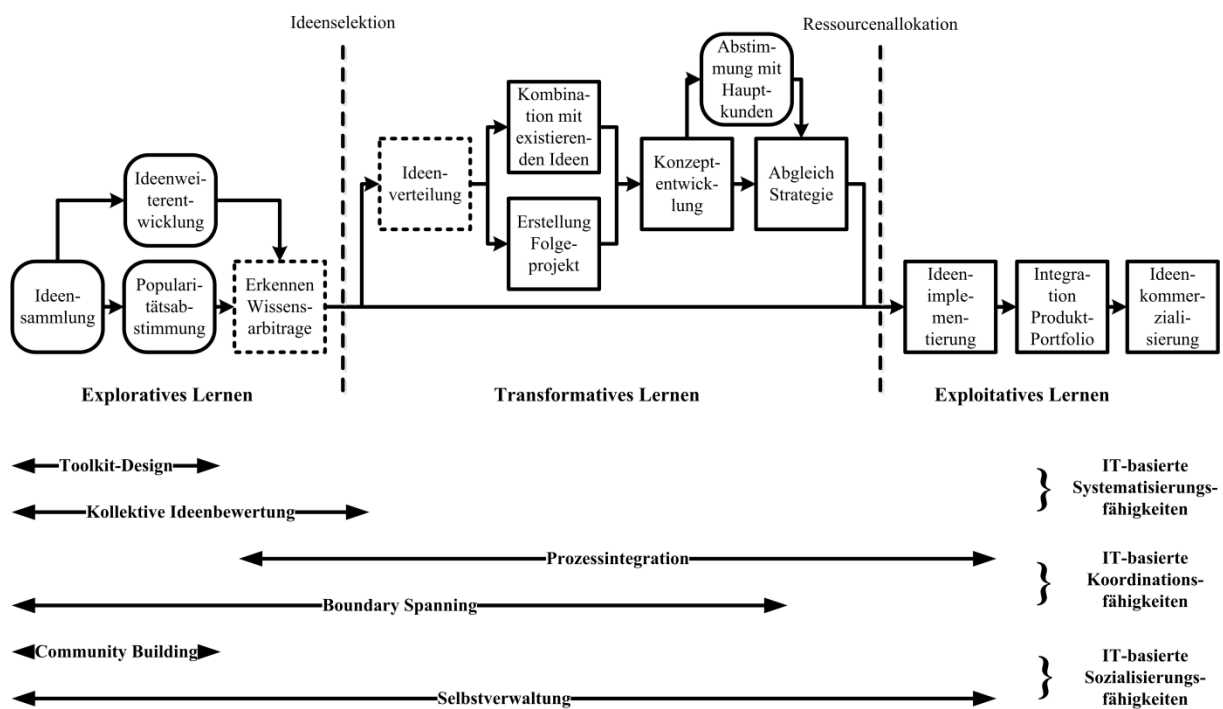 Ideenselektion
Ressourcenallokation
Ideen-
sammlung
Ideenwei-
terent-
wicklung
Populari-
tätsab-
stimmung
Erkennen
Wissens-
arbitrage
Ideen-
verteilung
Kombina-
tion mit
existieren-
den Ideen
Erstellung
Folge-
projekt
Konzept-
entwick-
lung
Abstim-
mung mit
Haupt-
kunden
Abgleich
Strategie
Ideen-
imple-
men-
tierung
Integ-
ration
Produkt-
Portfolio
Ideen-
kommer-
ziali-
sierung
Exploratives Lernen
Transformatives Lernen
Exploitatives Lernen
Toolkit-Design
Kollektive Ideenbewertung
} IT-basierte
Systematisierungs-
fähigkeiten
Prozessintegration
Boundary Spanning
} IT-basierte
Koordinations-
fähigkeiten
Community Building
Selbstverwaltung
} IT-basierte
Sozialisierungs-
fähigkeiten